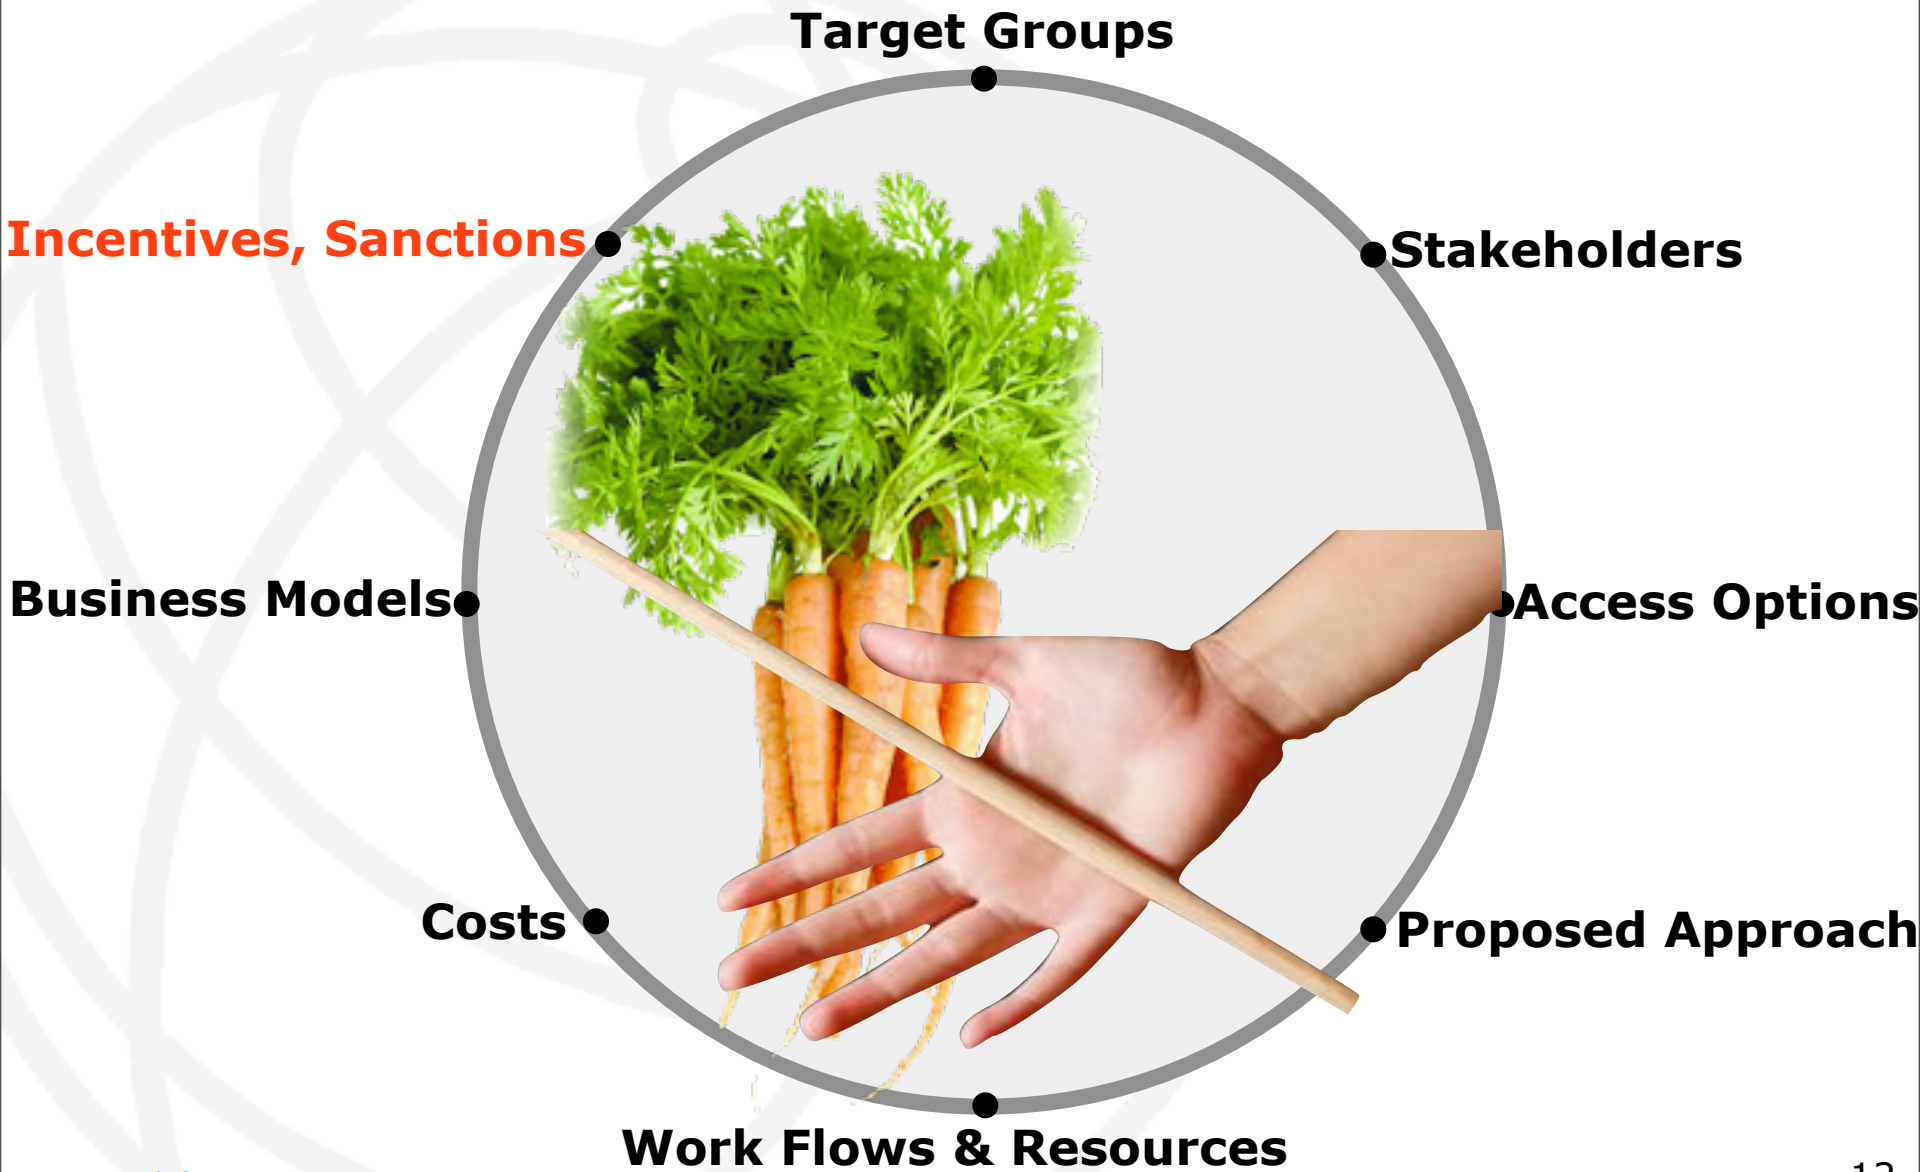 Target Groups
Incentives, Sanctions
Stakeholders
Business Models
Access Options
Costs
Proposed Approach
Work Flows & Resources